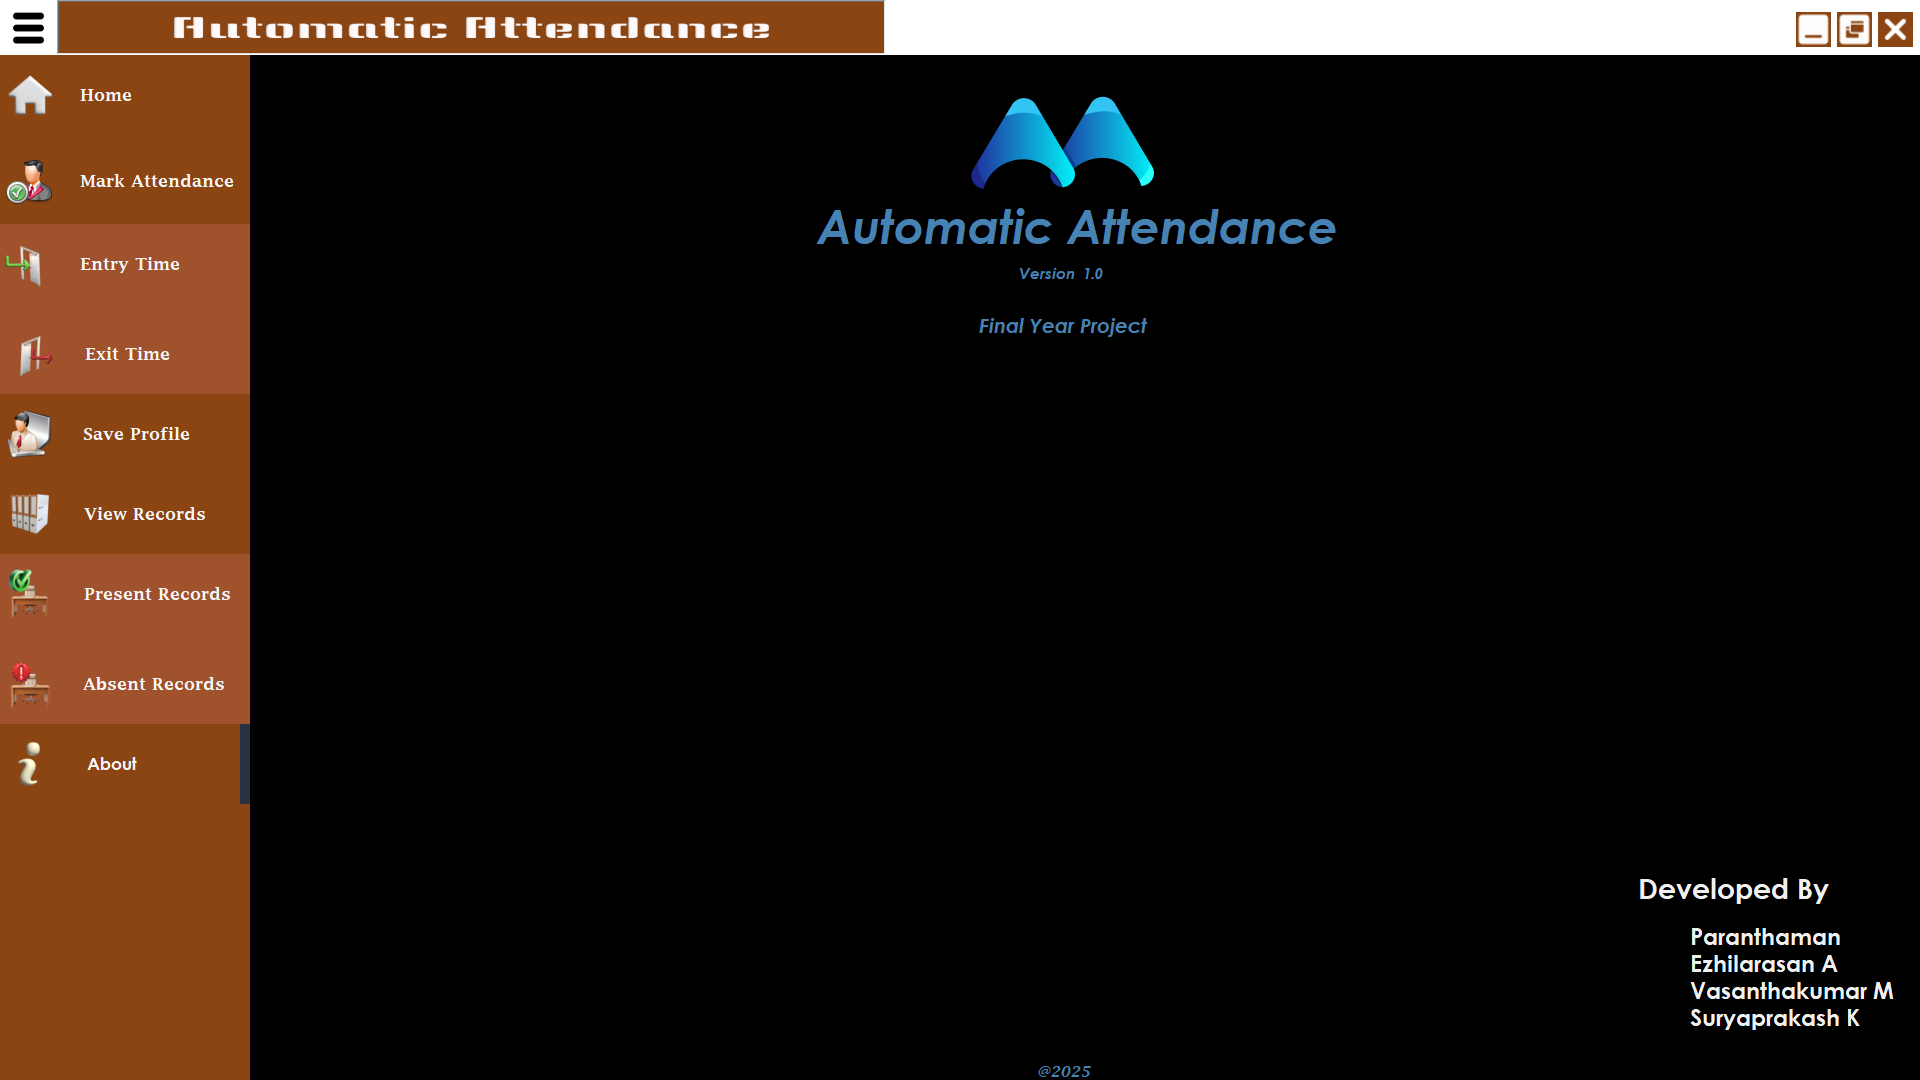 Automatic Attendance
Home
Mark Attendance
Entry Time
Exit Time
Save Profile
View Records
Present Records
Absent Records
About
Automatic Attendance
Version 1.0
Final Year Project
Developed By
Paranthaman
Ezhilarasan A
Vasanthakumar M
Suryaprakash K
@2025